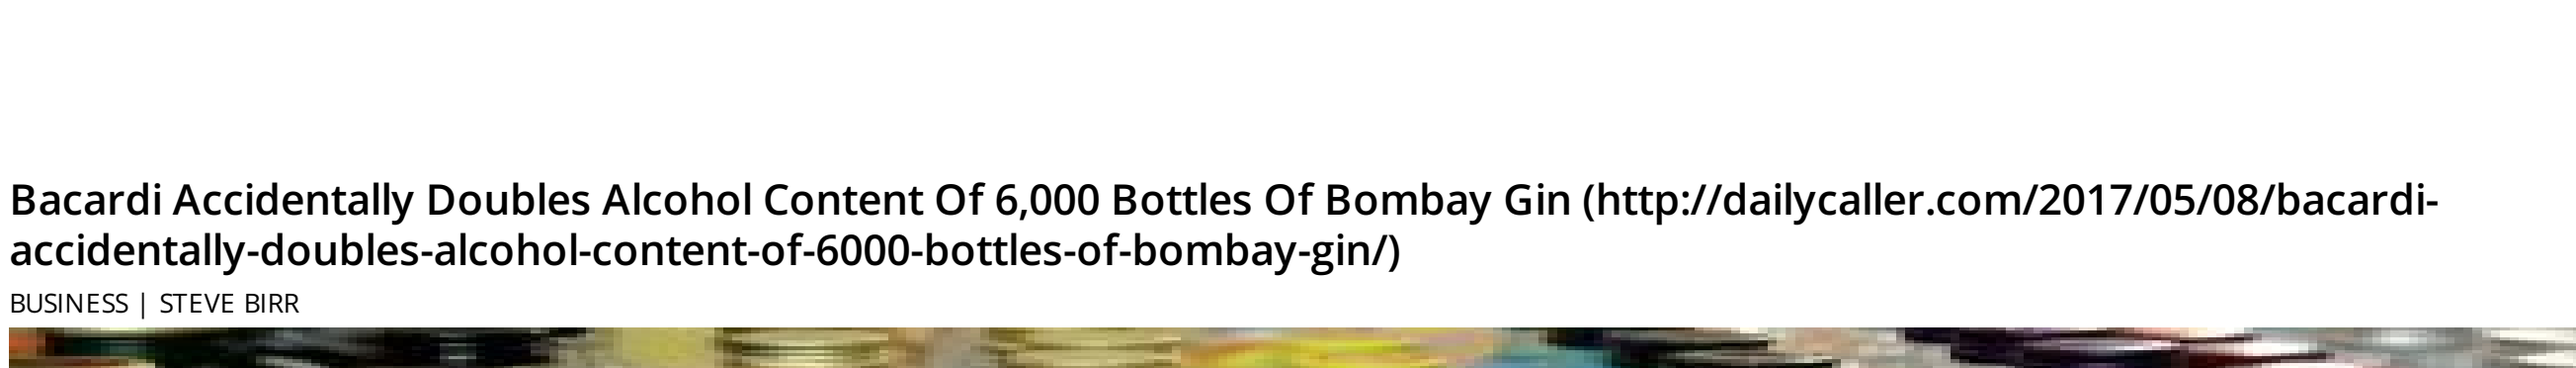 Bacardi Accidentally Doubles Alcohol Content Of 6,000 Bottles Of Bombay Gin (http://dailycaller.com/2017/05/08/bacardi-
accidentally-doubles-alcohol-content-of-6000-bottles-of-bombay-gin/)
BUSINESS | STEVE BIRR